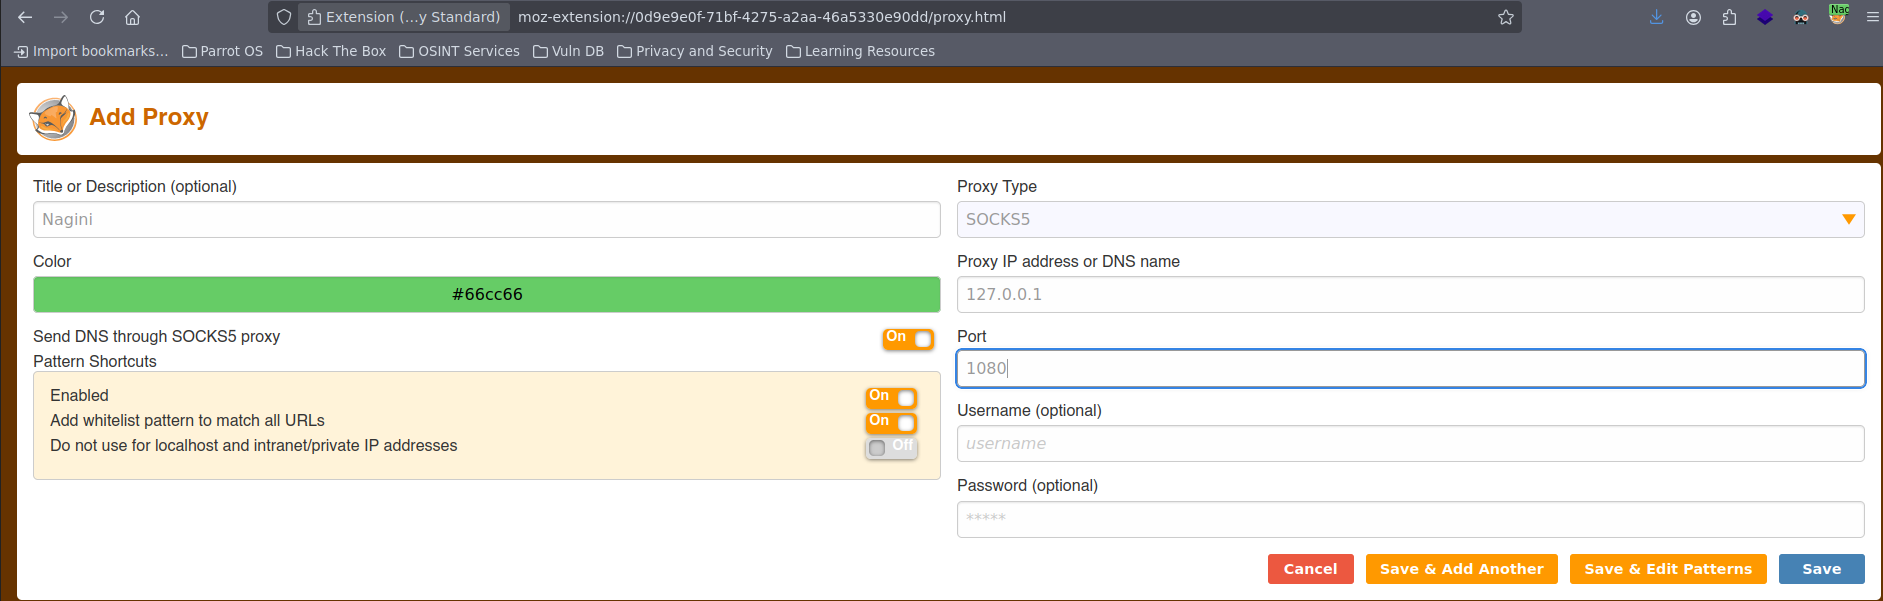 Extension (...y Standard) moz-extension://0d9e9e0f-71bf-4275-a2aa-46a5330e90dd/proxy.html Nac
Import bookmarks... Parrot OS Hack The Box OSINT Services Vuln DB Privacy and Security Learning Resources
Add Proxy
Title or Description (optional)
Nagini
Color
#66cc66
Send DNS through SOCKS5 proxy On
Pattern Shortcuts
Enabled On
Add whitelist pattern to match all URLs On
Do not use for localhost and intranet/private IP addresses Off
Proxy Type
SOCKS5
Proxy IP address or DNS name
127.0.0.1
Port
1080
Username (optional)
username
Password (optional)
*****
Cancel Save & Add Another Save & Edit Patterns Save